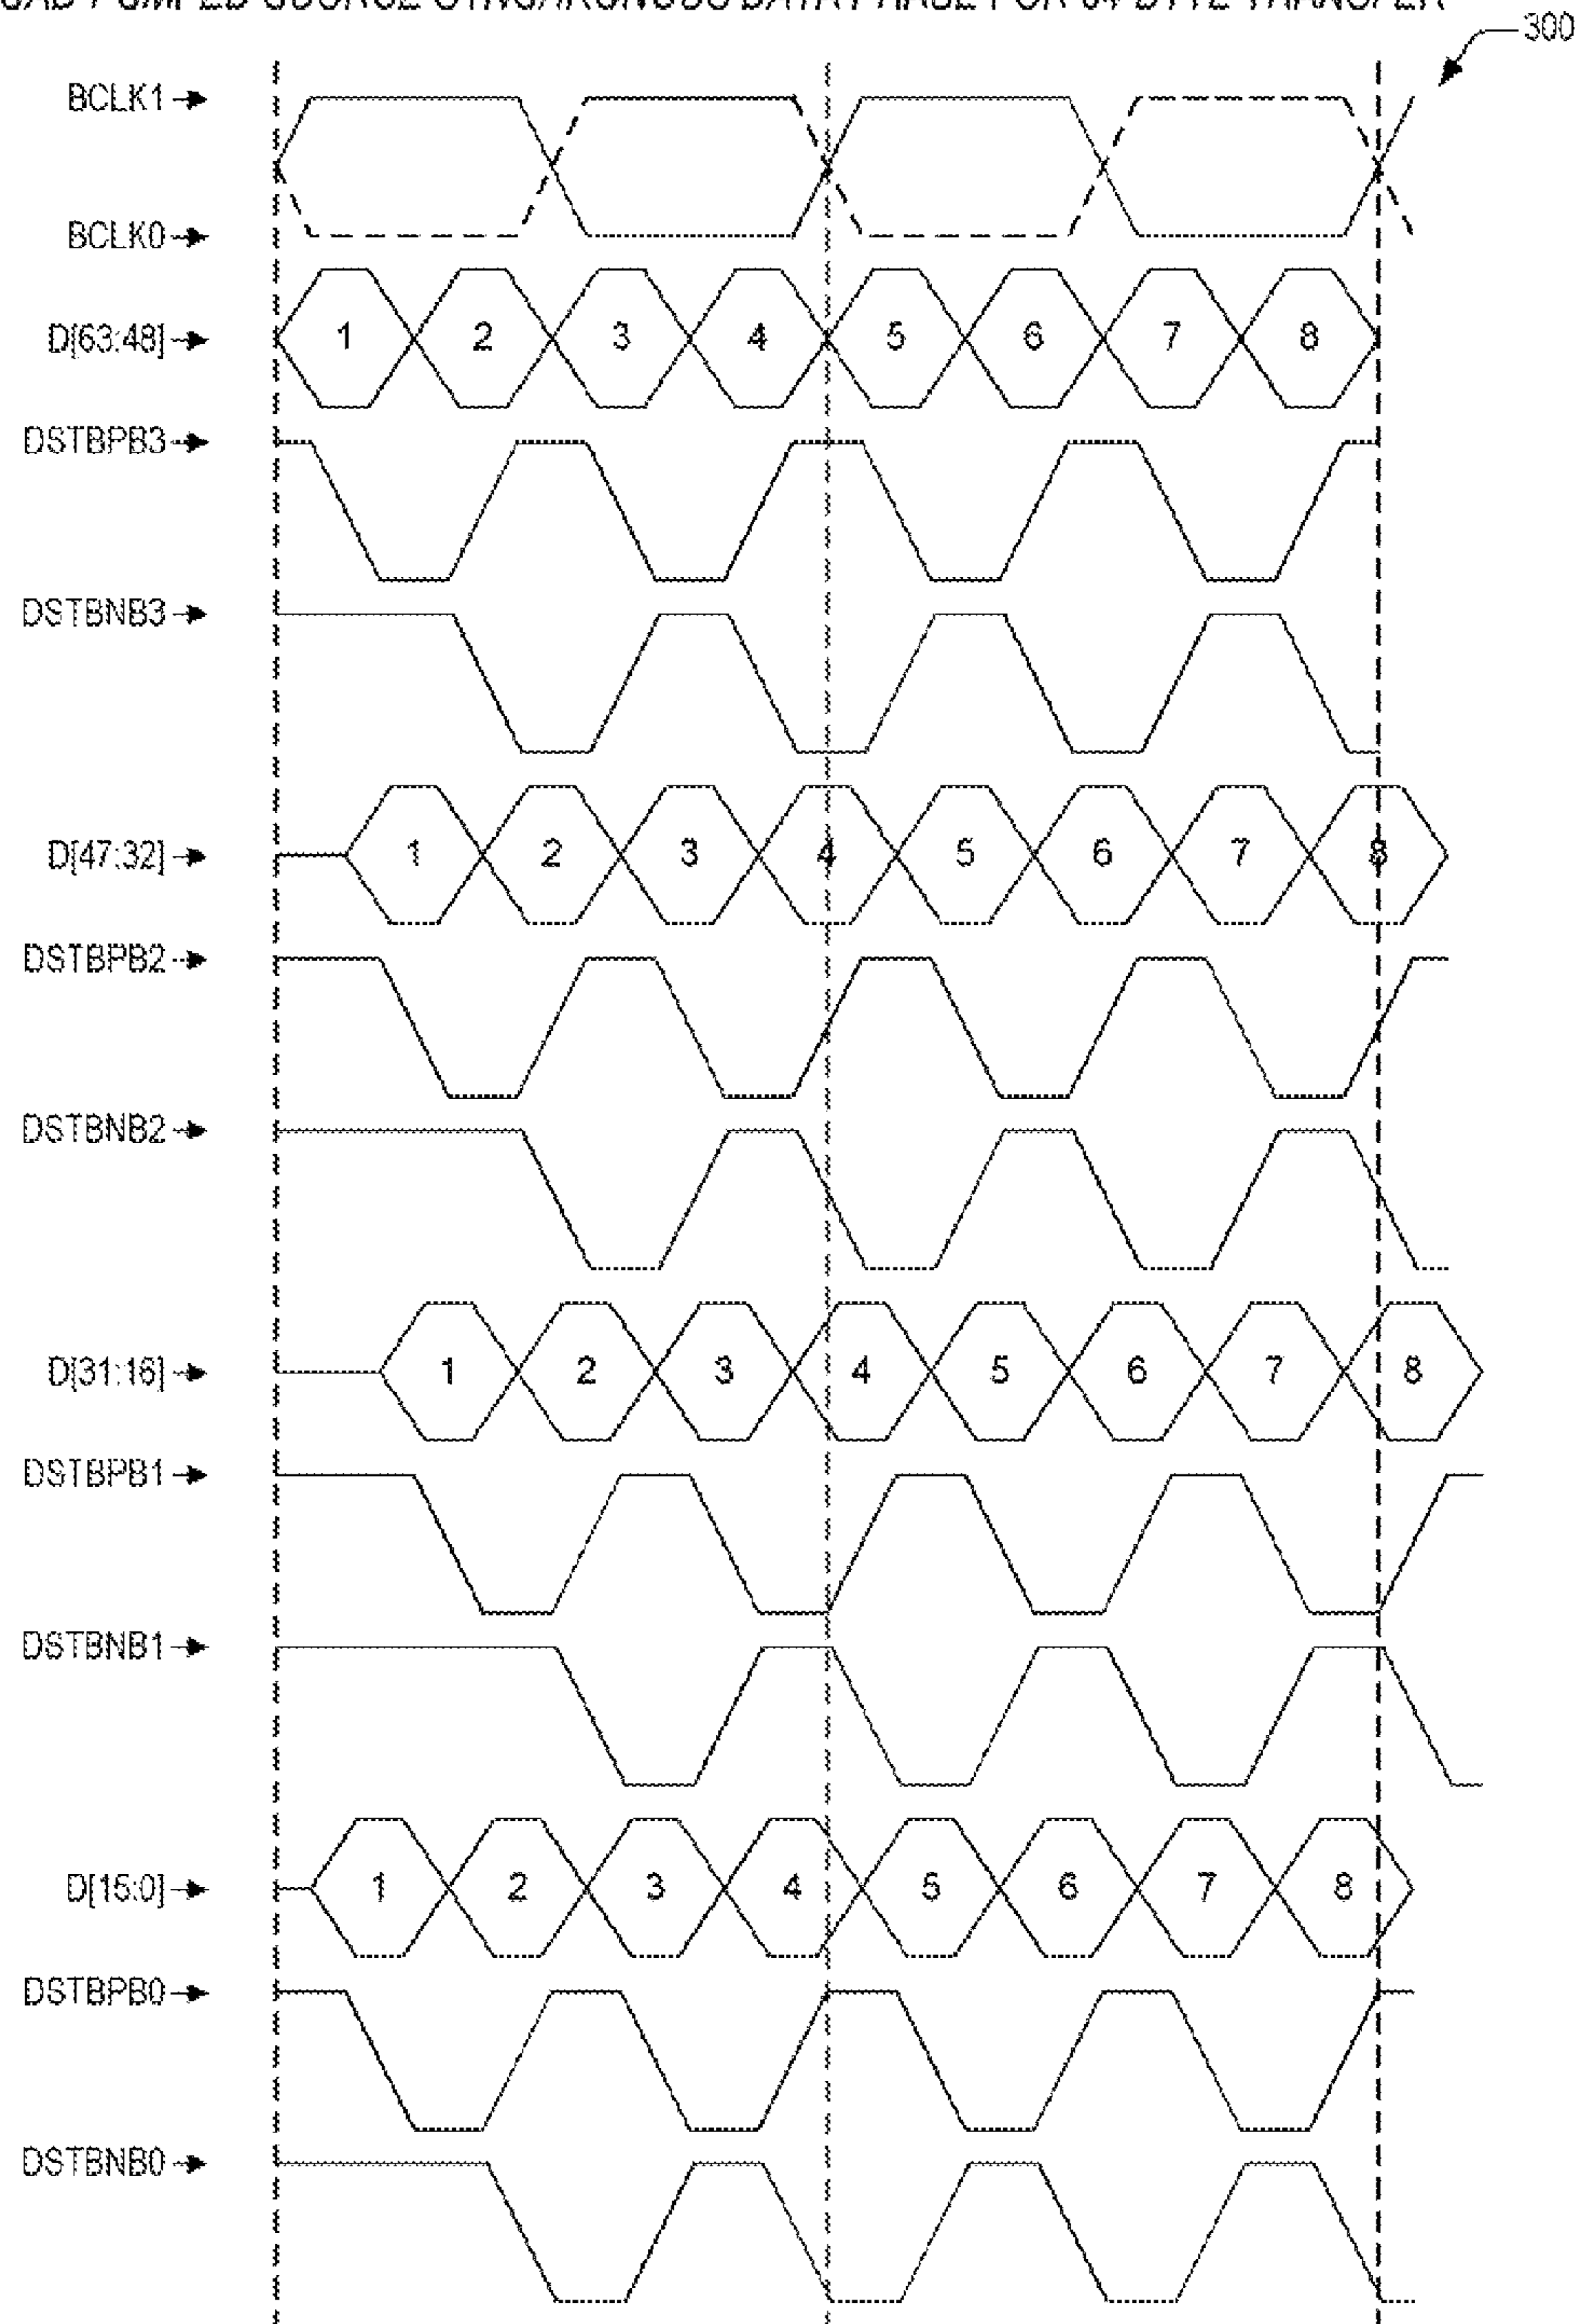 300
BCLK1
BCLK0
D[63:48] 1 2 3 4 5 6 7 8
DSTBPB3
DSTBNB3
D[47:32] 1 2 3 4 5 6 7 8
DSTBPB2
DSTBNB2
D[31:16] 1 2 3 4 5 6 7 8
DSTBPB1
DSTBNB1
D[15:0] 1 2 3 4 5 6 7 8
DSTBPB0
DSTBNB0